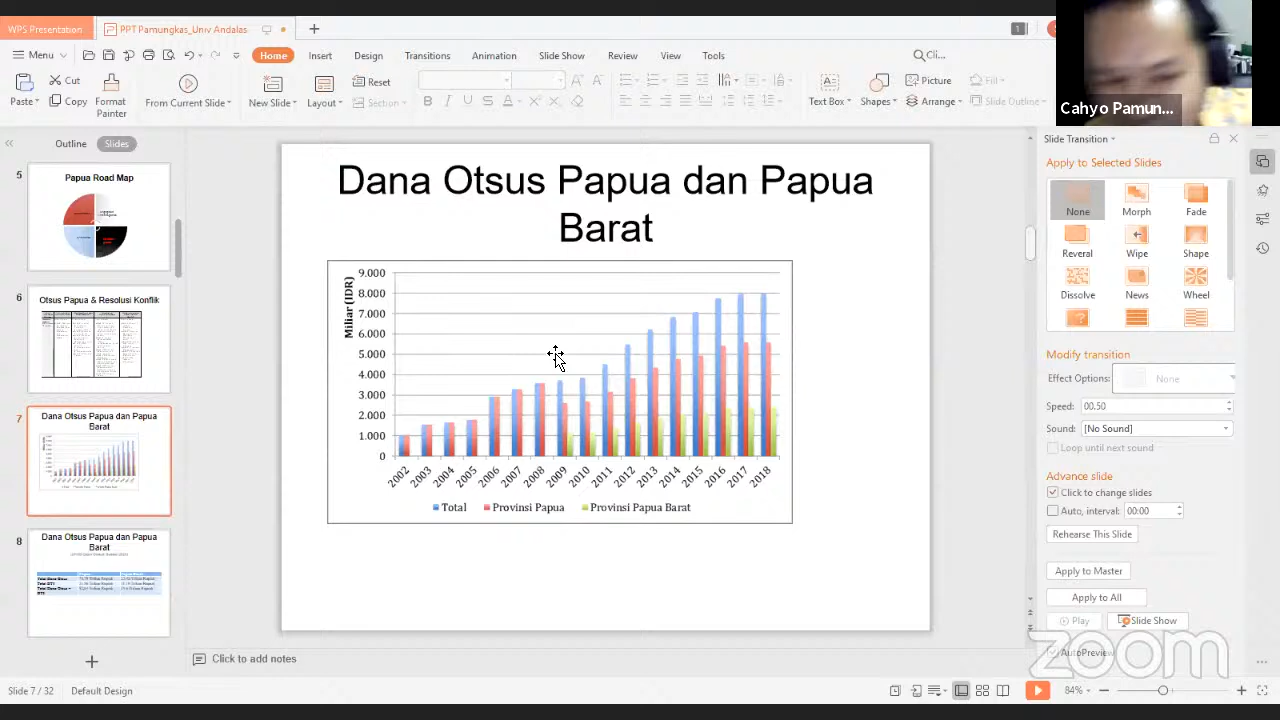 WPS Presentation
PPT Pamungkas_Univ Andalas
1
Menu
Home
Insert
Design
Transitions
Animation
Slide Show
Review
View
Tools
Cli...
Paste
Cut
Copy
Format
Painter
From Current Slide
New Slide
Layout
Reset
Section
B I U S A
Text Box
Shapes
Picture
Arrange
Fill
Slide Outline
Cahyo Pamun...
Outline
Slides
5
Papua Road Map
6
Otsus Papua & Resolusi Konflik
7
Dana Otsus Papua dan Papua
Barat
8
Dana Otsus Papua dan Papua
Barat
Dana Otsus Papua dan Papua
Barat
Miliar (IDR)
9.000
8.000
7.000
6.000
5.000
4.000
3.000
2.000
1.000
0
2002 2003 2004 2005 2006 2007 2008 2009 2010 2011 2012 2013 2014 2015 2016 2017 2018
Total
Provinsi Papua
Provinsi Papua Barat
Click to add notes
Slide Transition
Apply to Selected Slides
None
Morph
Fade
Reveral
Wipe
Shape
Dissolve
News
Wheel
Modify transition
Effect Options:
None
Speed: 00.50
Sound: [No Sound]
Loop until next sound
Advance slide
Click to change slides
Auto, interval: 00:00
Rehearse This Slide
Apply to Master
Apply to All
Play
Slide Show
AutoPreview
zoom
Slide 7 / 32
Default Design
84%